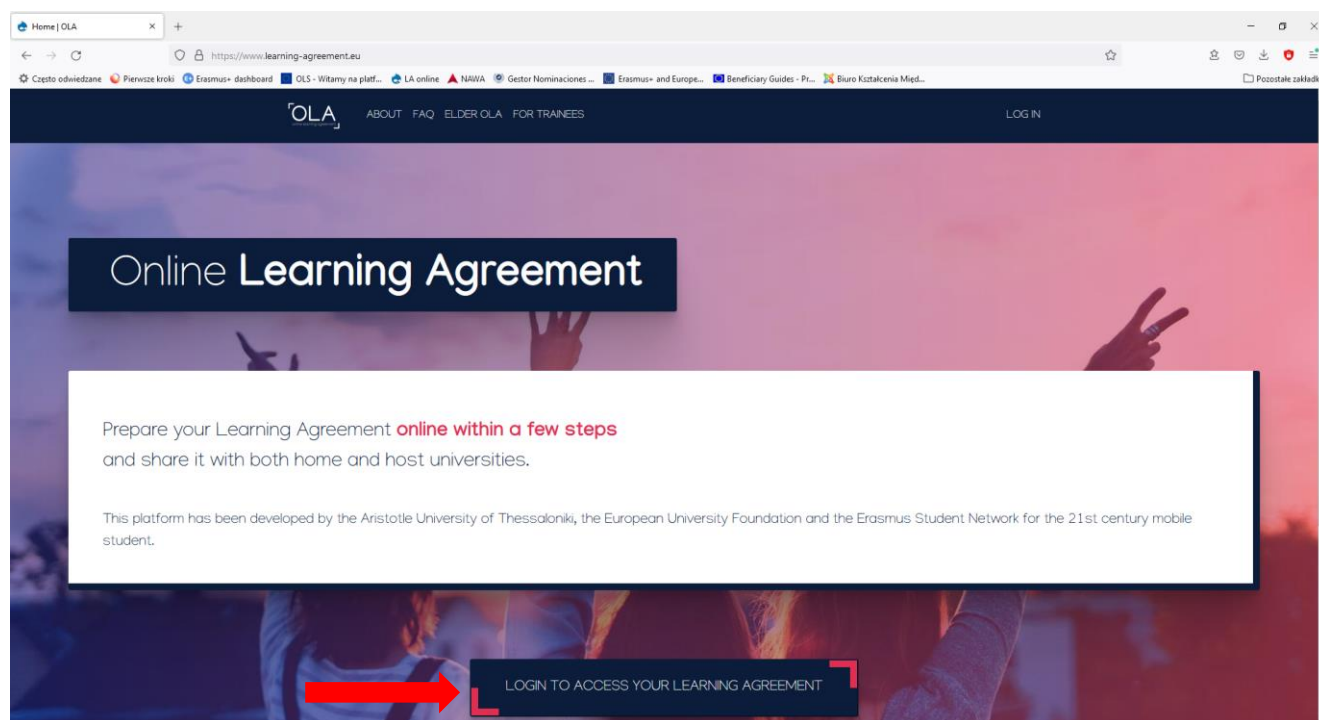 Home | OLA
https://www.learning-agreement.eu
Często odwiedzane Pierwsze kroki Erasmus+ dashboard OLS - Witamy na platf... LA online NAWA Gestor Nominaciones ... Erasmus+ and Europe... Beneficiary Guides - Pr... Biuro Kształcenia Międ... Pozostałe zakładk
OLA ABOUT FAQ ELDER OLA FOR TRAINEES LOG IN
Online Learning Agreement
Prepare your Learning Agreement online within a few steps
and share it with both home and host universities.
This platform has been developed by the Aristotle University of Thessaloniki, the European University Foundation and the Erasmus Student Network for the 21st century mobile
student.
LOGIN TO ACCESS YOUR LEARNING AGREEMENT